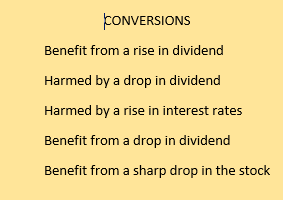 CONVERSIONS
Benefit from a rise in dividend
Harmed by a drop in dividend
Harmed by a rise in interest rates
Benefit from a drop in dividend
Benefit from a sharp drop in the stock